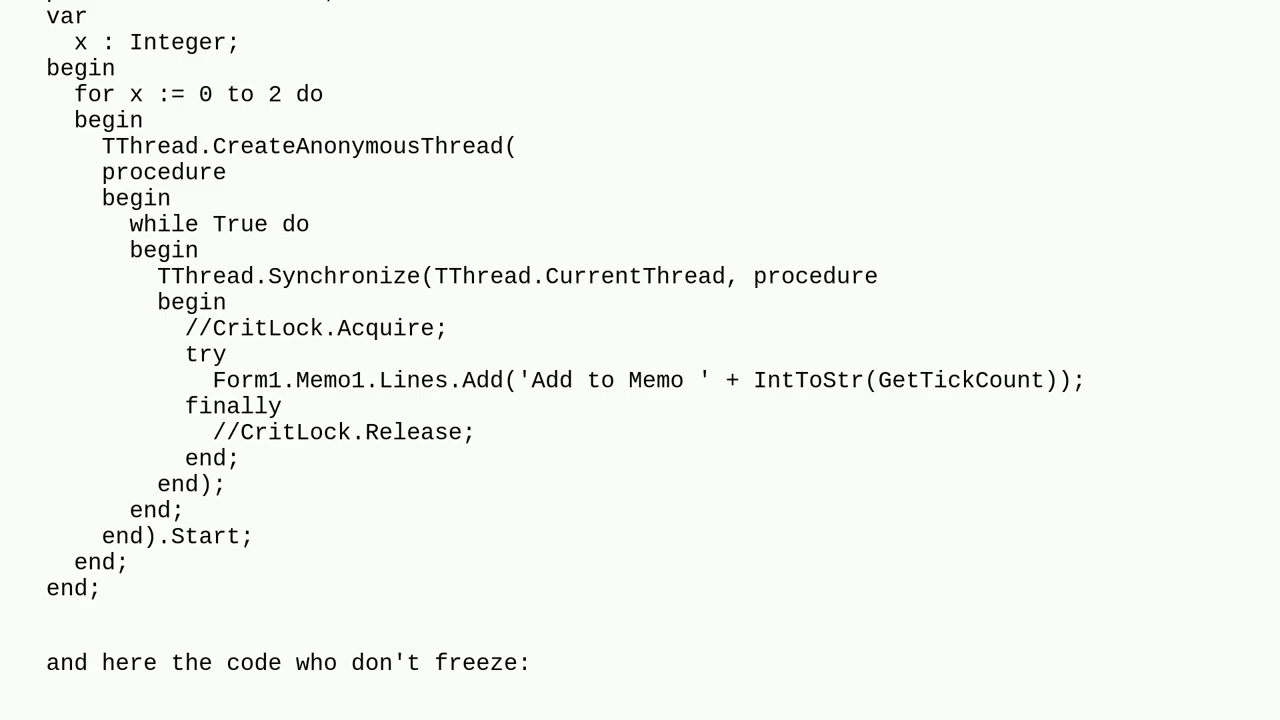 var
  x : Integer;
begin
  for x := 0 to 2 do
  begin
    TThread.CreateAnonymousThread(
    procedure
    begin
      while True do
      begin
        TThread.Synchronize(TThread.CurrentThread, procedure
        begin
          //CritLock.Acquire;
          try
            Form1.Memo1.Lines.Add('Add to Memo ' + IntToStr(GetTickCount));
          finally
            //CritLock.Release;
          end;
        end);
      end;
    end).Start;
  end;
end;
and here the code who don't freeze: